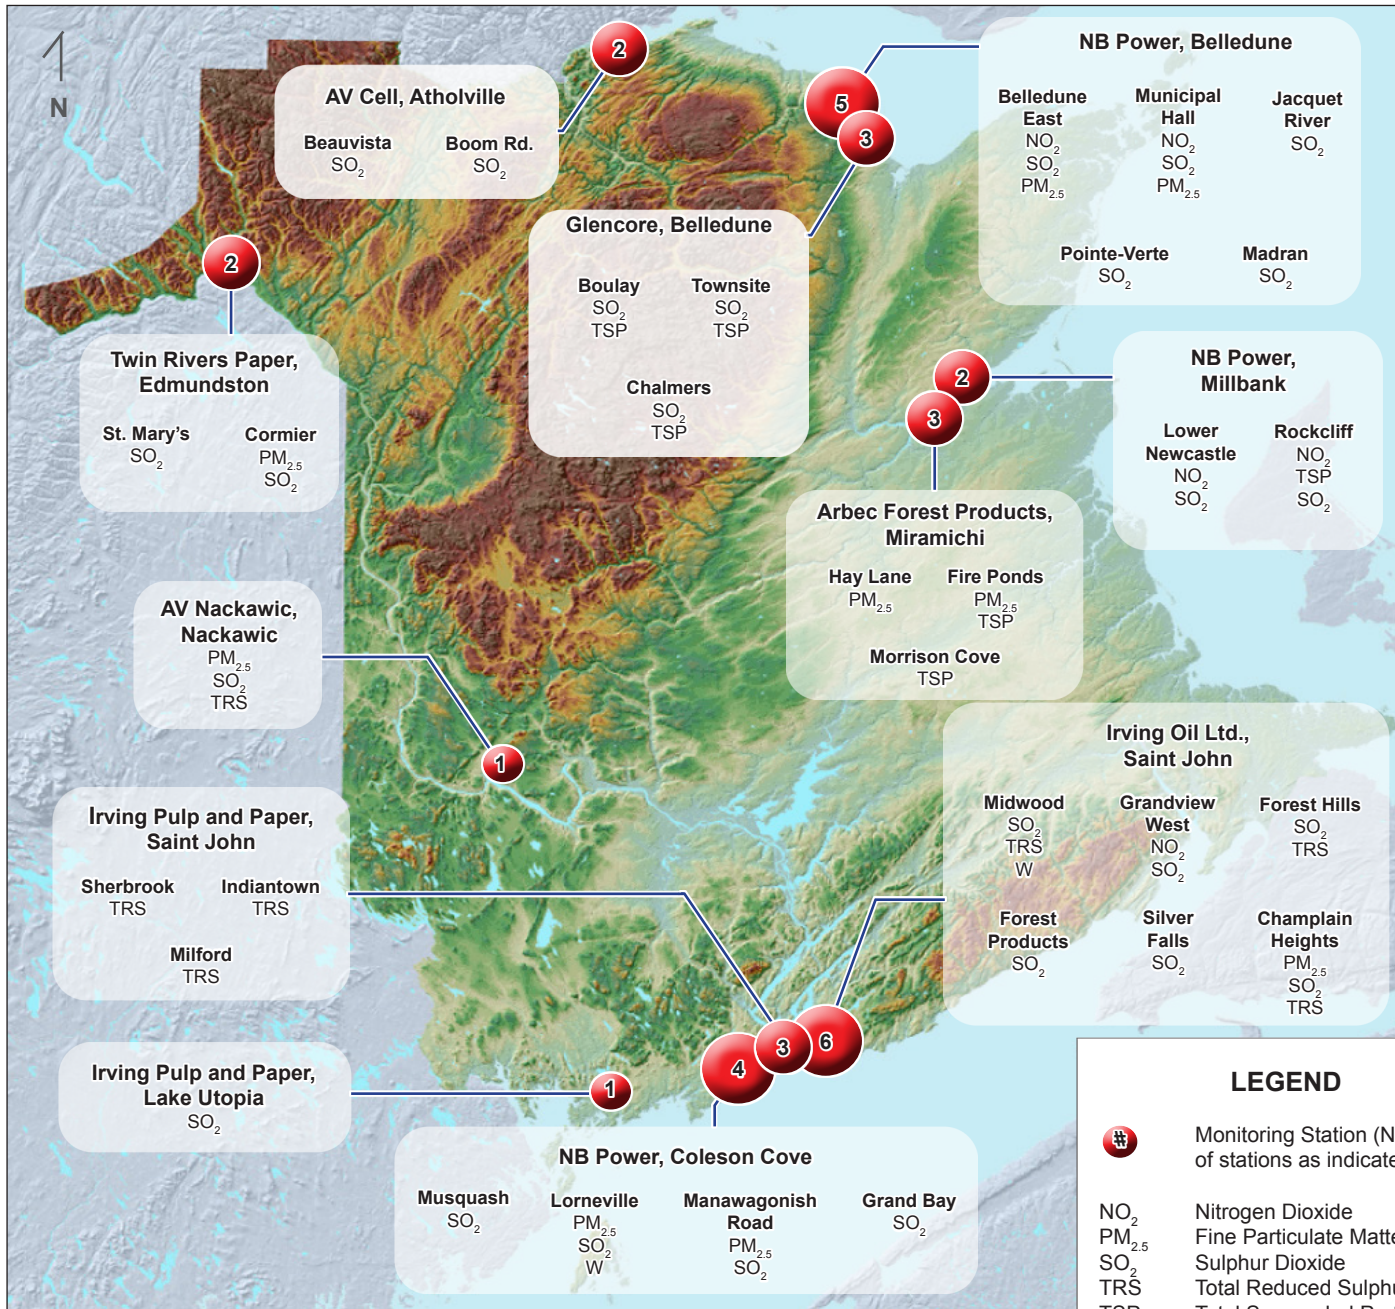 N
AV Cell, Atholville
Beauvista
SO2
Boom Rd.
SO2
2
5
3
NB Power, Belledune
Belledune
East
NO2
SO2
PM2.5
Municipal
Hall
NO2
SO2
PM2.5
Jacquet
River
SO2
Pointe-Verte
SO2
Madran
SO2
Glencore, Belledune
Boulay
SO2
TSP
Townsite
SO2
TSP
Chalmers
SO2
TSP
2
Twin Rivers Paper,
Edmundston
St. Mary's
SO2
Cormier
PM2.5
SO2
2
3
NB Power,
Millbank
Lower
Newcastle
NO2
SO2
Rockcliff
NO2
TSP
SO2
Arbec Forest Products,
Miramichi
Hay Lane
PM2.5
Fire Ponds
PM2.5
TSP
Morrison Cove
TSP
AV Nackawic,
Nackawic
PM2.5
SO2
TRS
1
Irving Oil Ltd.,
Saint John
Midwood
SO2
TRS
W
Grandview
West
NO2
SO2
Forest Hills
SO2
TRS
Forest
Products
SO2
Silver
Falls
SO2
Champlain
Heights
PM2.5
SO2
TRS
Irving Pulp and Paper,
Saint John
Sherbrook
TRS
Indiantown
TRS
Milford
TRS
4
3
6
Irving Pulp and Paper,
Lake Utopia
SO2
1
NB Power, Coleson Cove
Musquash
SO2
Lorneville
PM2.5
SO2
W
Manawagonish
Road
PM2.5
SO2
Grand Bay
SO2
LEGEND
# Monitoring Station (N
of stations as indicate
NO2 Nitrogen Dioxide
PM2.5 Fine Particulate Matte
SO2 Sulphur Dioxide
TRS Total Reduced Sulphu